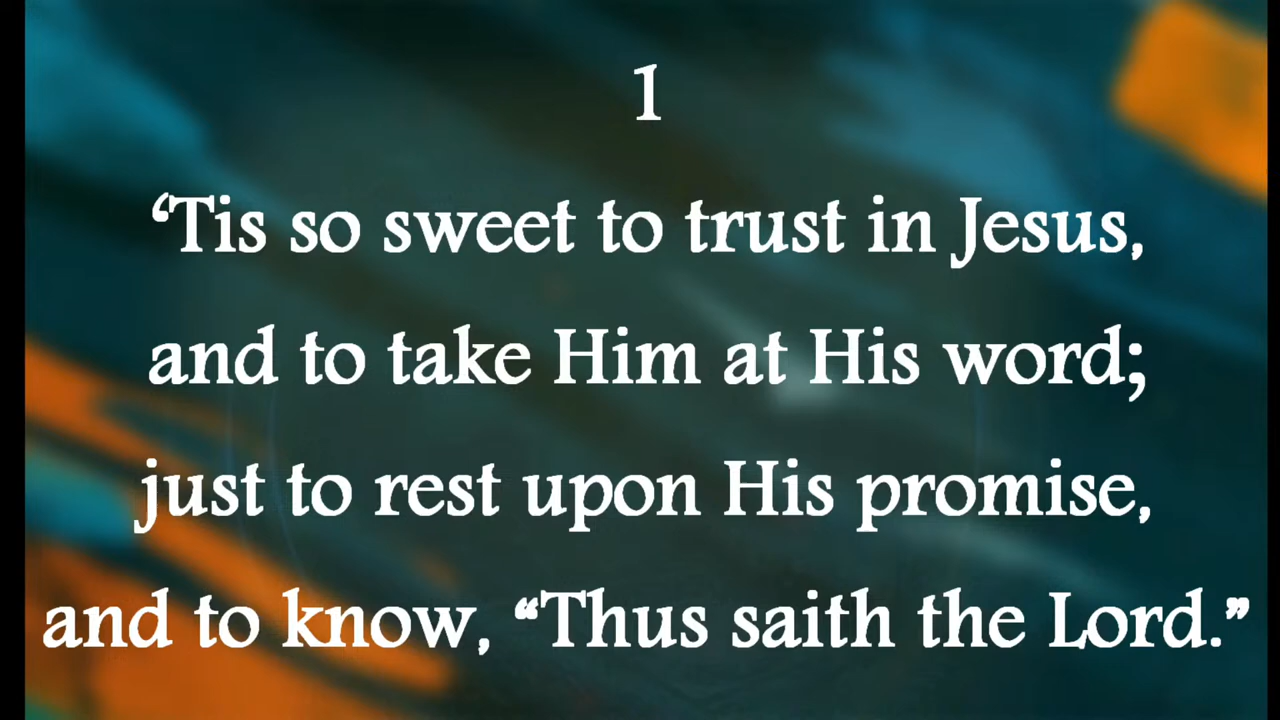 1
‘Tis so sweet to trust in Jesus,
and to take Him at His word;
just to rest upon His promise,
and to know, “Thus saith the Lord.”